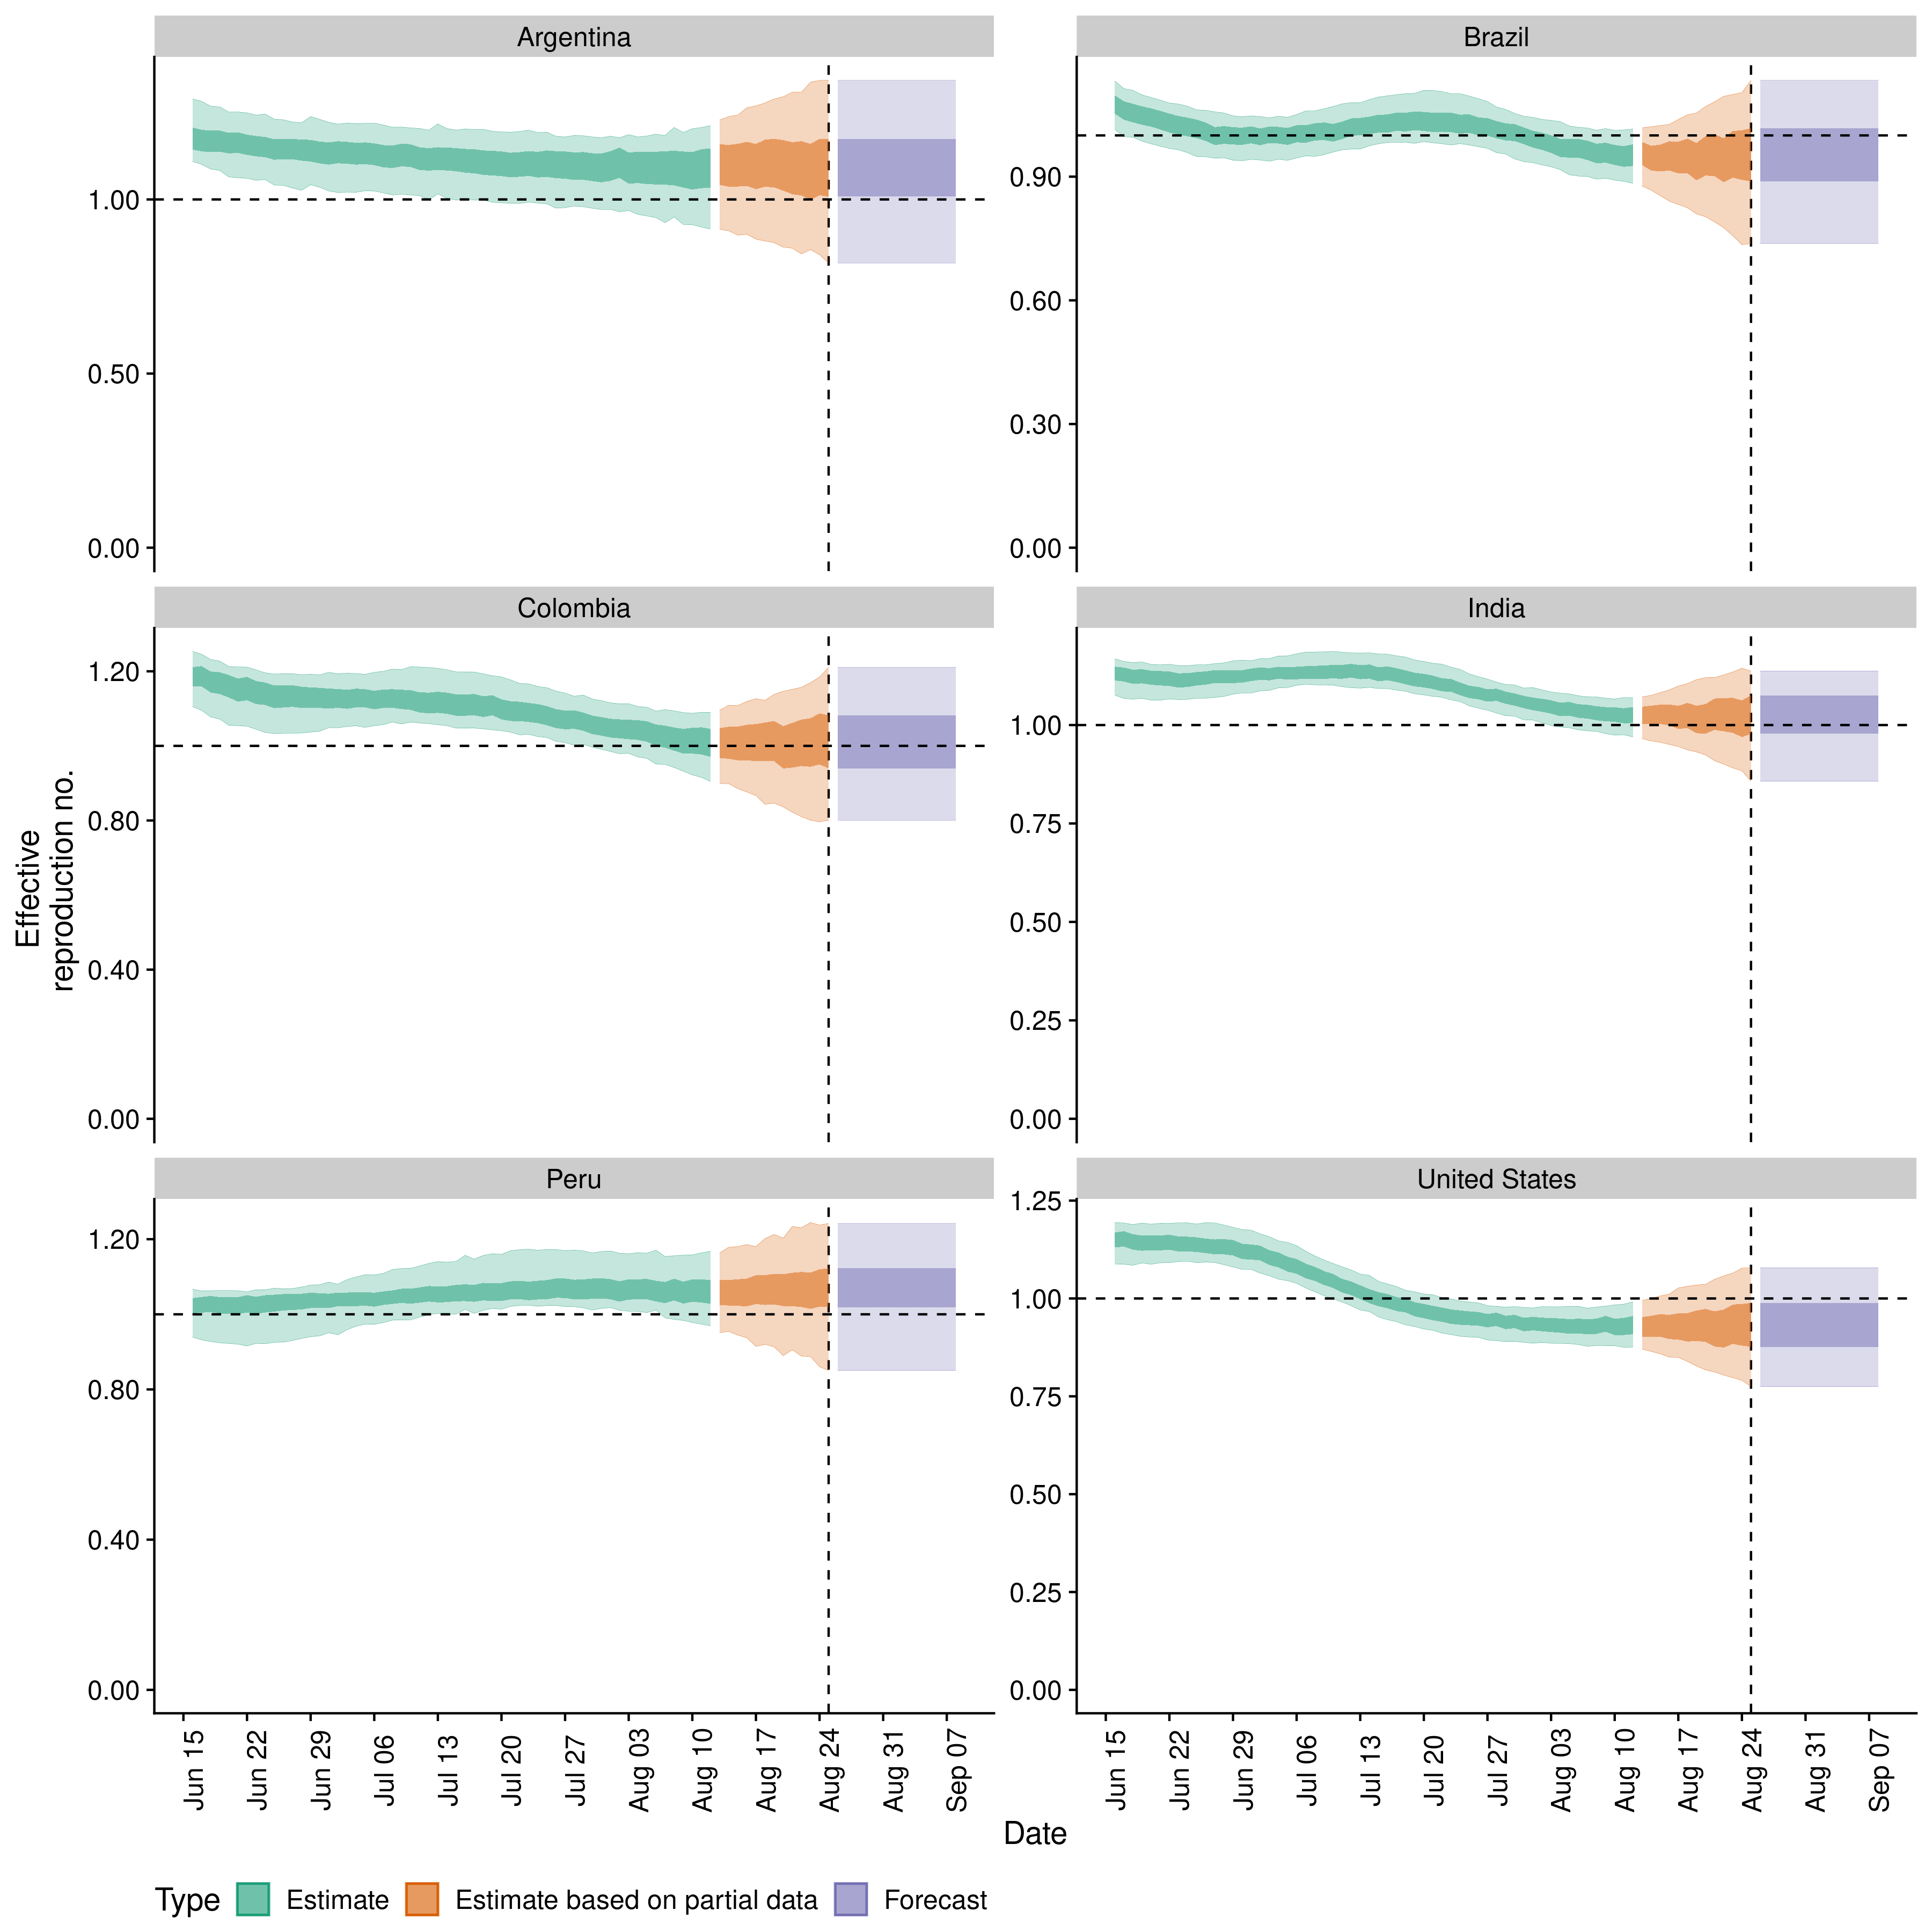 Argentina
Brazil
1.00
0.50
0.00
0.90
0.60
0.30
0.00
Colombia
India
1.20
0.80
0.40
0.00
1.00
0.75
0.50
0.25
0.00
Effective
reproduction no.
Peru
United States
1.20
0.80
0.40
0.00
1.25
1.00
0.75
0.50
0.25
0.00
Jun 15
Jun 22
Jun 29
Jul 06
Jul 13
Jul 20
Jul 27
Aug 03
Aug 10
Aug 17
Aug 24
Aug 31
Sep 07
Jun 15
Jun 22
Jun 29
Jul 06
Jul 13
Jul 20
Jul 27
Aug 03
Aug 10
Aug 17
Aug 24
Aug 31
Sep 07
Date
Type Estimate Estimate based on partial data Forecast